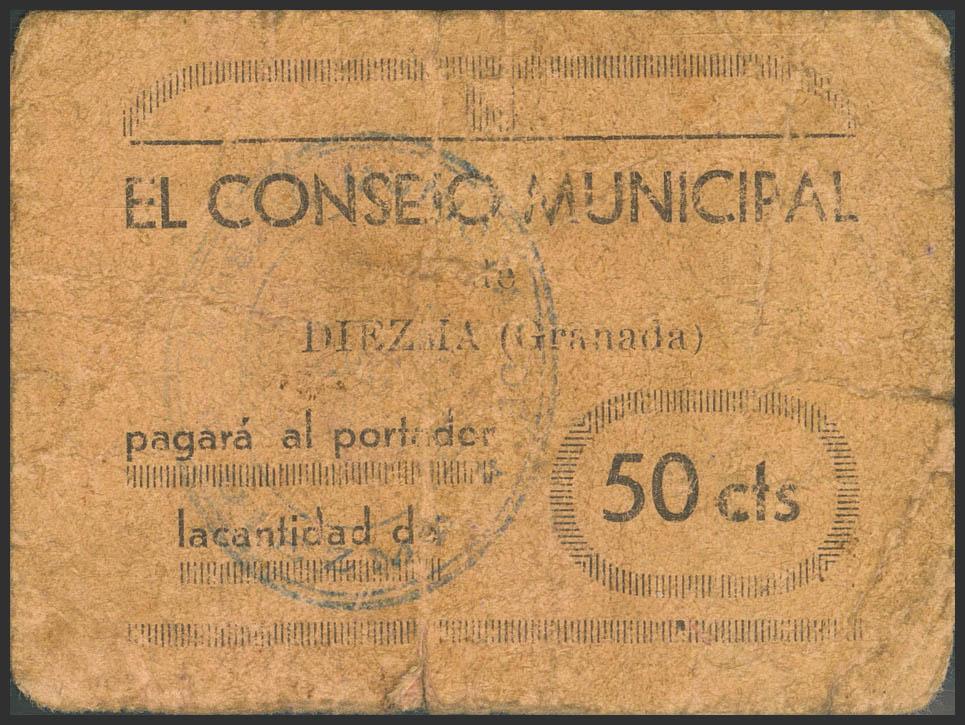 EL CONSEJO MUNICIPAL
de
DIEZMA (Granada)
pagará al portador
lacantidad de
50 cts